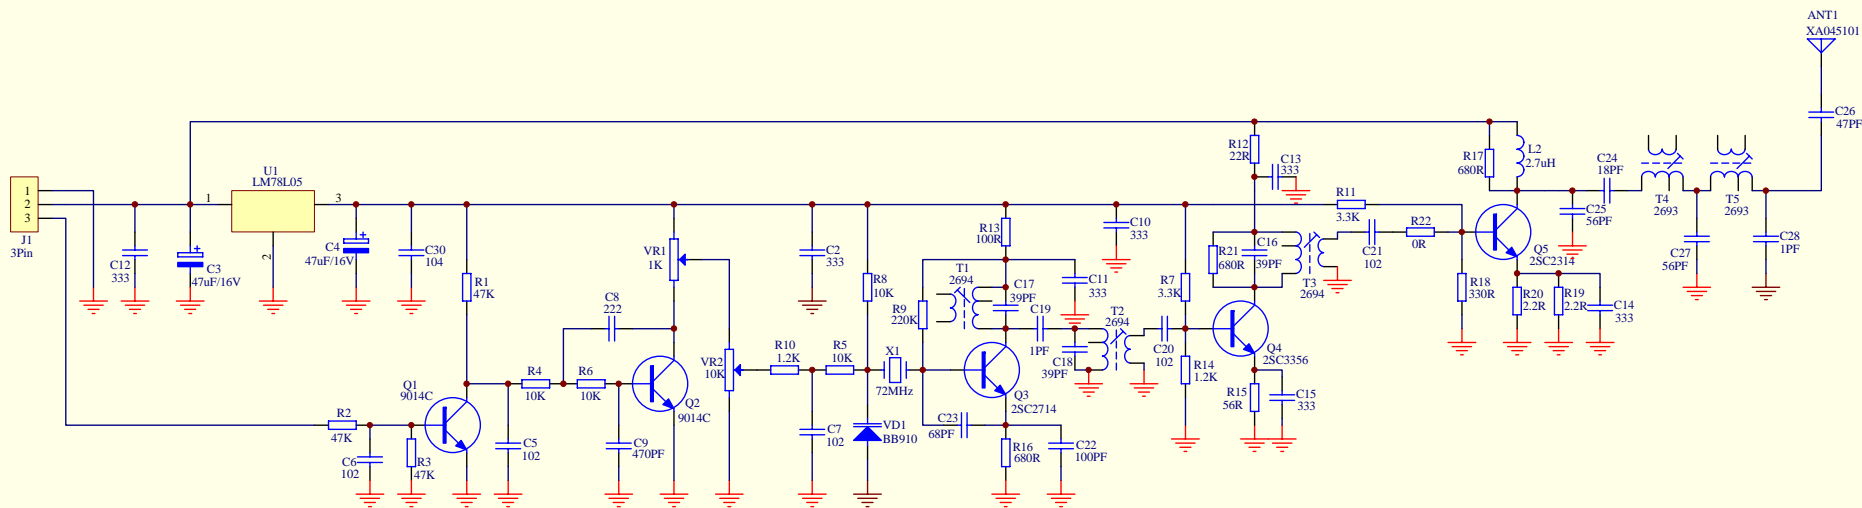 ANT1
XA045101
C26
47PF
J1
3Pin
1
2
3
C12
333
C3
47uF/16V
U1
LM78L05
1
3
2
C4
47uF/16V
C30
104
R1
47K
R2
47K
C6
102
R3
47K
Q1
9014C
C5
102
R4
10K
R6
10K
C8
222
C9
470PF
Q2
9014C
VR1
1K
VR2
10K
R10
1.2K
C2
333
C7
102
R5
10K
R8
10K
VD1
BB910
X1
72MHz
R9
220K
T1
2694
C17
39PF
R13
100R
C11
333
C19
1PF
Q3
2SC2714
C23
68PF
R16
680R
C22
100PF
C18
39PF
T2
2694
C10
333
C20
102
R7
3.3K
R14
1.2K
R12
22R
C13
333
R21
680R
C16
39PF
T3
2694
Q4
2SC3356
R15
56R
C15
333
R11
3.3K
C21
102
R22
0R
R18
330R
R17
680R
L2
2.7uH
Q5
2SC2314
R20
2.2R
R19
2.2R
C14
333
C24
18PF
C25
56PF
T4
2693
C27
56PF
T5
2693
C28
1PF